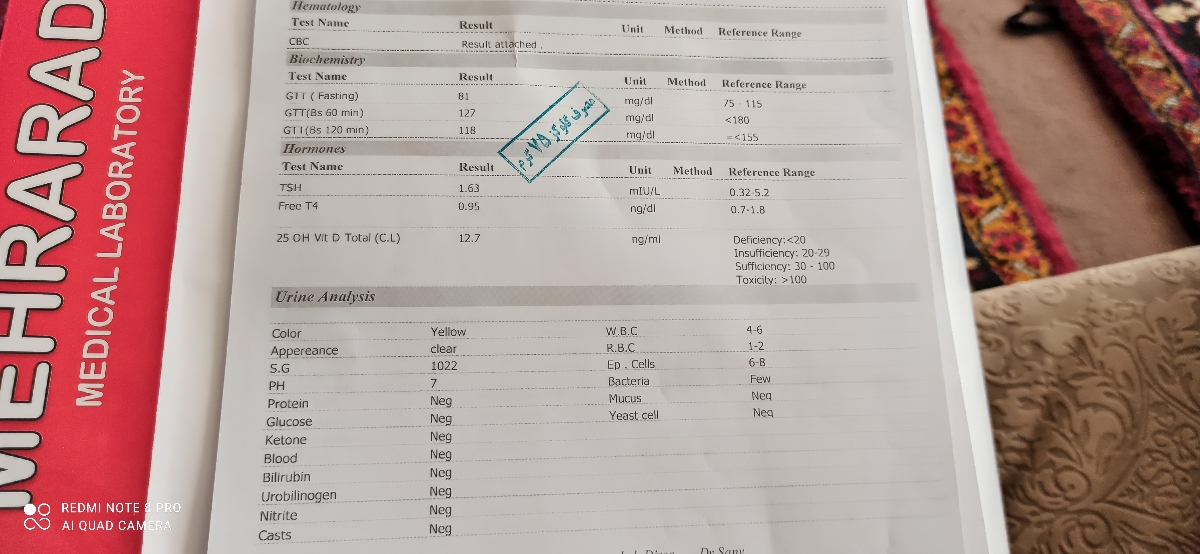 MEHRARAD
MEDICAL LABORATORY
Hematology
Test Name Result Unit Method Reference Range
CBC Result attached .
Biochemistry
Test Name Result Unit Method Reference Range
GTT ( Fasting) 81 mg/dl 75 - 115
GTT(Bs 60 min) 127 mg/dl <180
GTT(Bs 120 min) 118 mg/dl =<155
مصرف گلوکز ۷۵ گرم
Hormones
Test Name Result Unit Method Reference Range
TSH 1.63 mIU/L 0.32-5.2
Free T4 0.95 ng/dl 0.7-1.8
25 OH Vit D Total (C.L) 12.7 ng/ml Deficiency:<20
Insufficiency: 20-29
Sufficiency: 30 - 100
Toxicity: >100
Urine Analysis
Color Yellow W.B.C 4-6
Appereance clear R.B.C 1-2
S.G 1022 Ep . Cells 6-8
PH 7 Bacteria Few
Protein Neg Mucus Neg
Glucose Neg Yeast cell Neg
Ketone Neg
Blood Neg
Bilirubin Neg
Urobilinogen Neg
Nitrite Neg
Casts Neg
REDMI NOTE 8 PRO
AI QUAD CAMERA